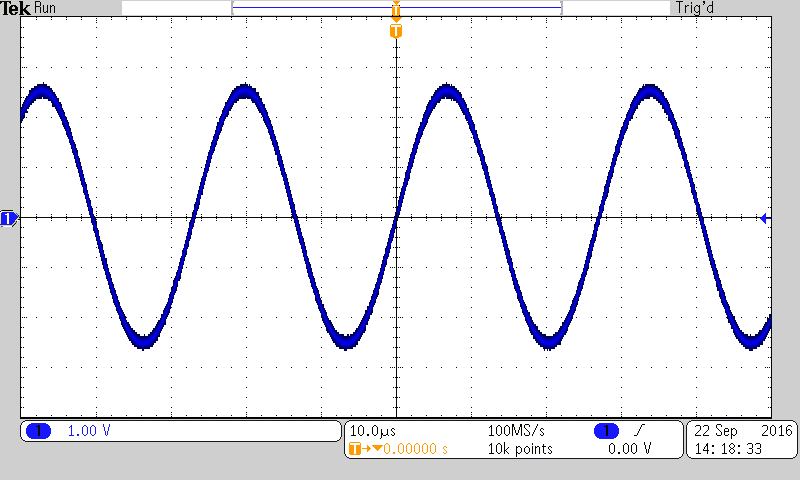 Tek Run Trig'd
T
T
1
1 1.00 V
10.0µs 100MS/s 1 0.00 V
T→▼0.00000 s 10k points
22 Sep 2016
14:18:33